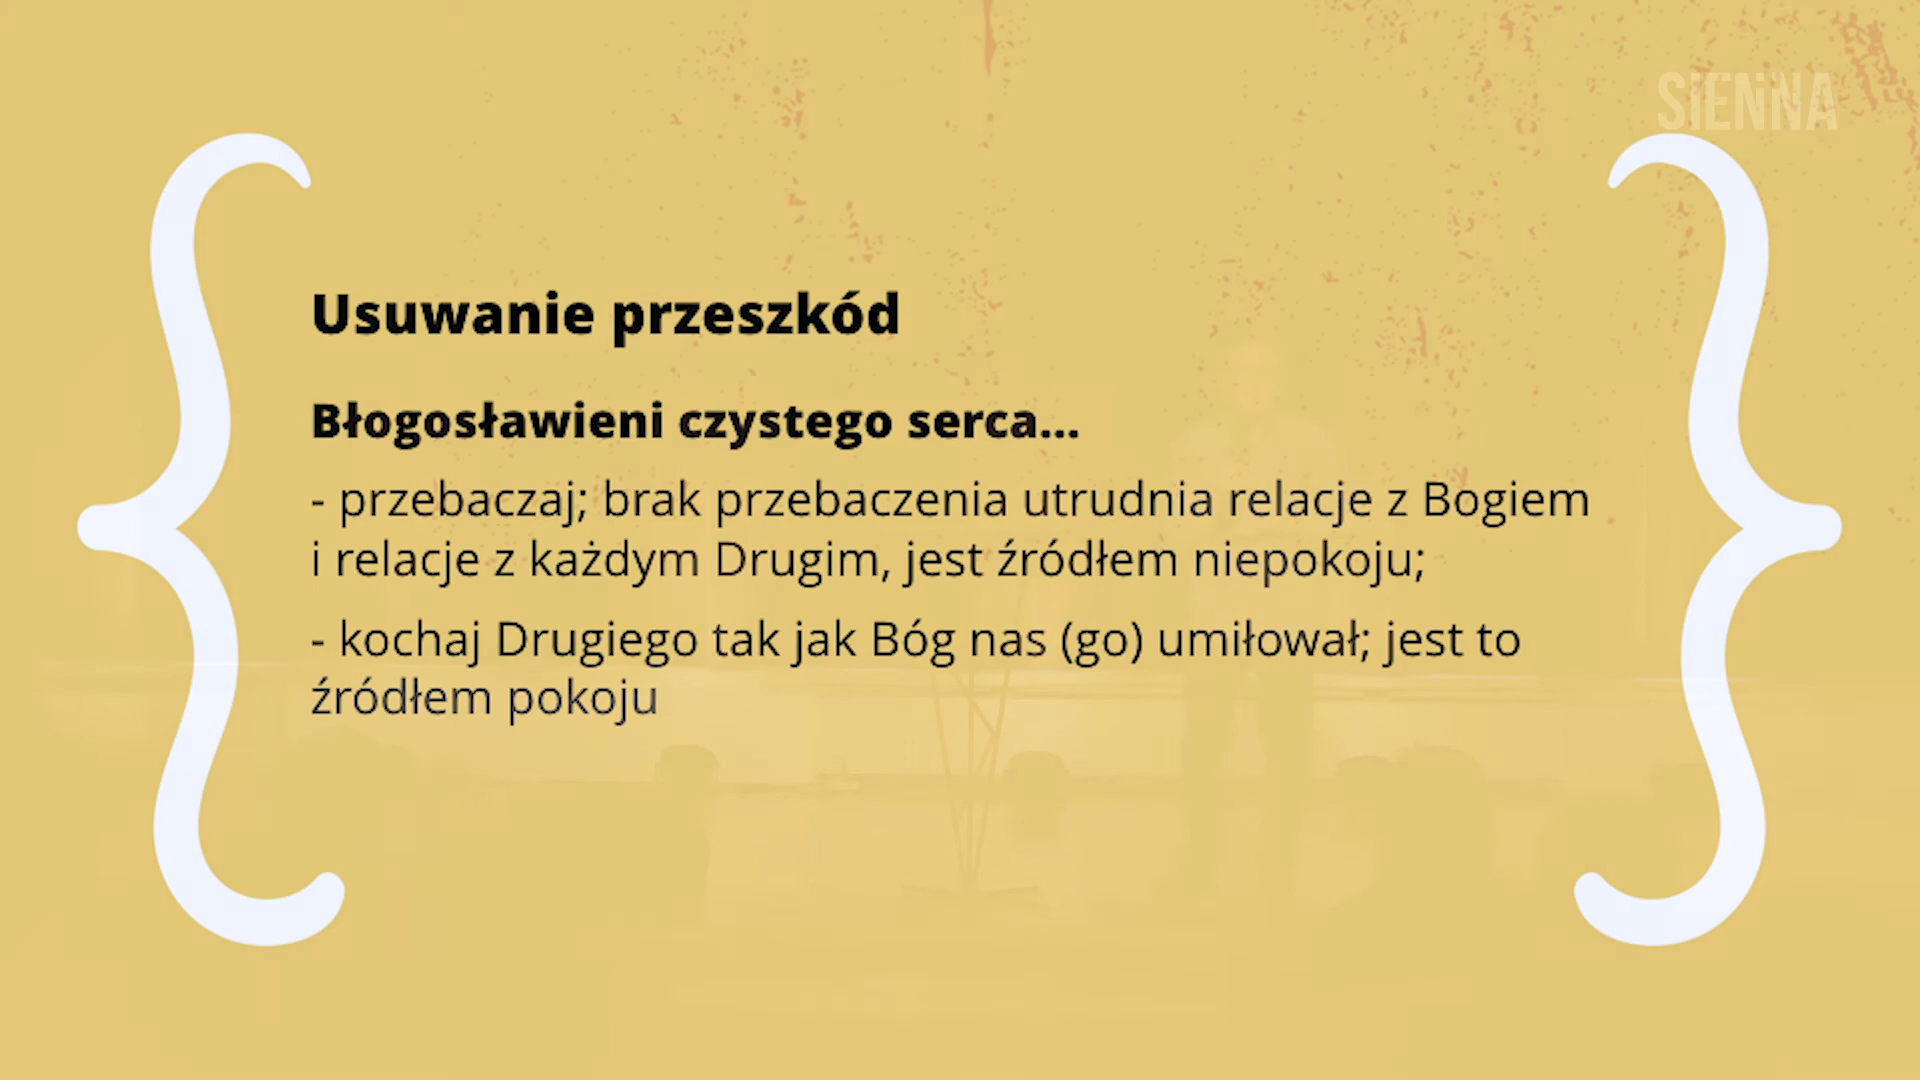 SIENNA
Usuwanie przeszkód
Błogosławieni czystego serca...
- przebaczaj; brak przebaczenia utrudnia relacje z Bogiem
i relacje z każdym Drugim, jest źródłem niepokoju;
- kochaj Drugiego tak jak Bóg nas (go) umiłował; jest to
źródłem pokoju